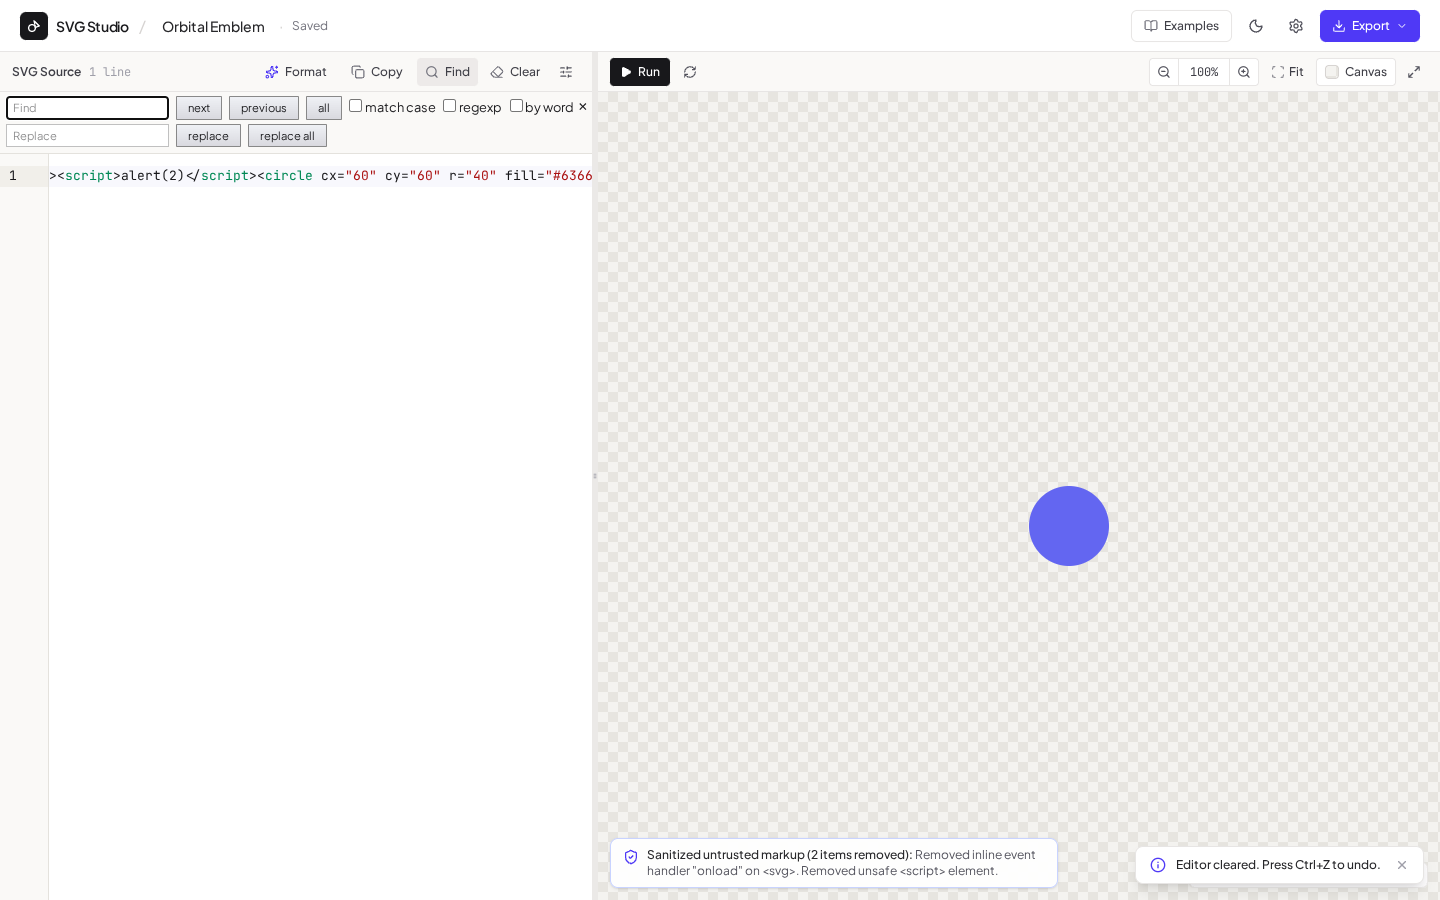 SVG Studio / Orbital Emblem · Saved
Examples
Export
SVG Source 1 line
Format
Copy
Find
Clear
Run
100%
Fit
Canvas
Find
next
previous
all
match case
regexp
by word ×
Replace
replace
replace all
1
><script>alert(2)</script><circle cx="60" cy="60" r="40" fill="#6366
Sanitized untrusted markup (2 items removed): Removed inline event
handler "onload" on <svg>. Removed unsafe <script> element.
Editor cleared. Press Ctrl+Z to undo.